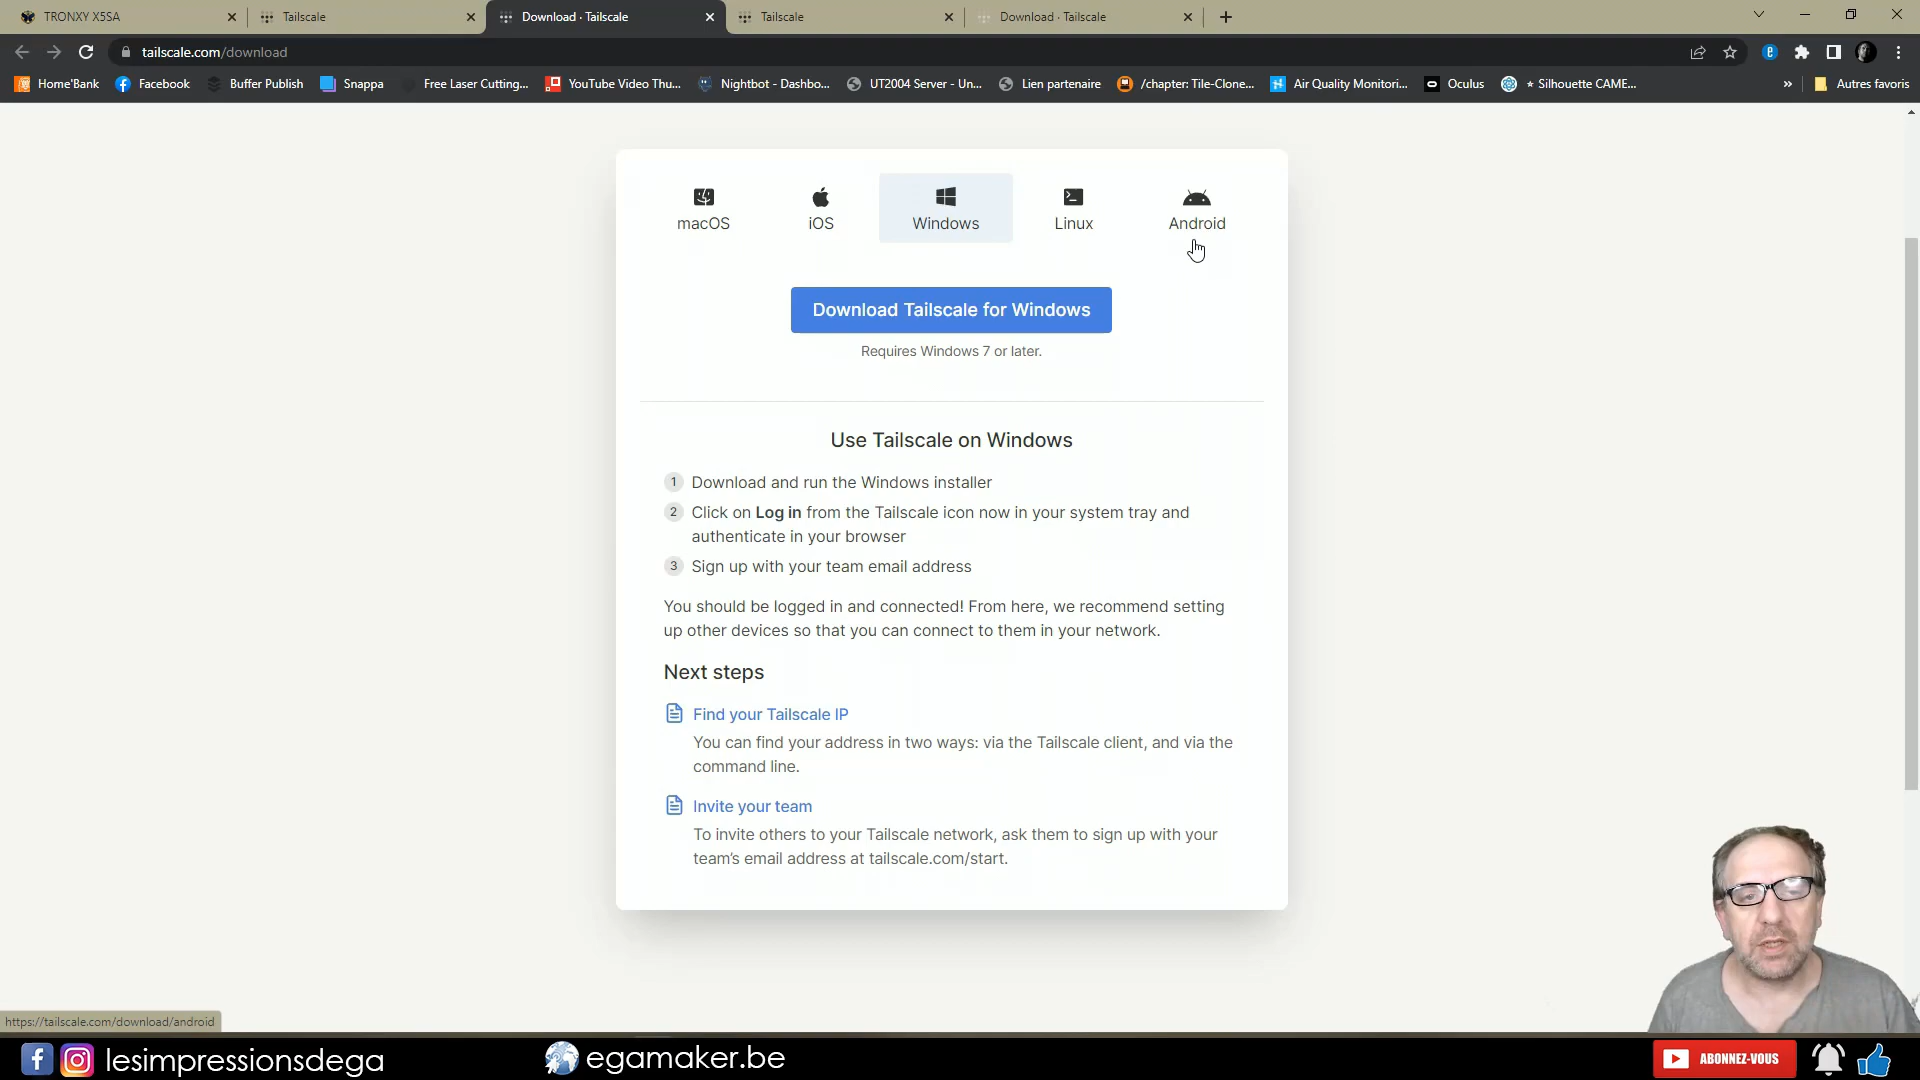 TRONXY X5SA
Tailscale
Download · Tailscale
Tailscale
Download · Tailscale
tailscale.com/download
Home'Bank
Facebook
Buffer Publish
Snappa
Free Laser Cutting...
YouTube Video Thu...
Nightbot - Dashbo...
UT2004 Server - Un...
Lien partenaire
/chapter: Tile-Clone...
Air Quality Monitori...
Oculus
⋆ Silhouette CAME...
»
Autres favoris
macOS
iOS
Windows
Linux
Android
Download Tailscale for Windows
Requires Windows 7 or later.
Use Tailscale on Windows
1 Download and run the Windows installer
2 Click on Log in from the Tailscale icon now in your system tray and
authenticate in your browser
3 Sign up with your team email address
You should be logged in and connected! From here, we recommend setting
up other devices so that you can connect to them in your network.
Next steps
Find your Tailscale IP
You can find your address in two ways: via the Tailscale client, and via the
command line.
Invite your team
To invite others to your Tailscale network, ask them to sign up with your
team's email address at tailscale.com/start.
https://tailscale.com/download/android
lesimpressionsdega
egamaker.be
ABONNEZ-VOUS